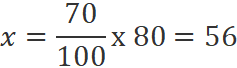 x = 70/100 x 80 = 56